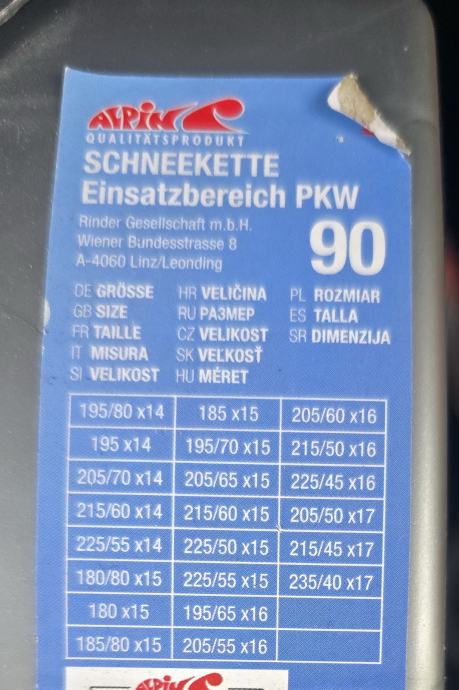 ALPIN
QUALITÄTSPRODUKT
SCHNEEKETTE
Einsatzbereich PKW
Rinder Gesellschaft m.b.H.
Wiener Bundesstrasse 8
A-4060 Linz/Leonding
90
DE GRÖSSE HR VELIČINA PL ROZMIAR
GB SIZE RU РАЗМЕР ES TALLA
FR TAILLE CZ VELIKOST SR DIMENZIJA
IT MISURA SK VEĽKOSŤ
SI VELIKOST HU MÉRET
195/80 x14 185 x15 205/60 x16
195 x14 195/70 x15 215/50 x16
205/70 x14 205/65 x15 225/45 x16
215/60 x14 215/60 x15 205/50 x17
225/55 x14 225/50 x15 215/45 x17
180/80 x15 225/55 x15 235/40 x17
180 x15 195/65 x16
185/80 x15 205/55 x16
ALPIN